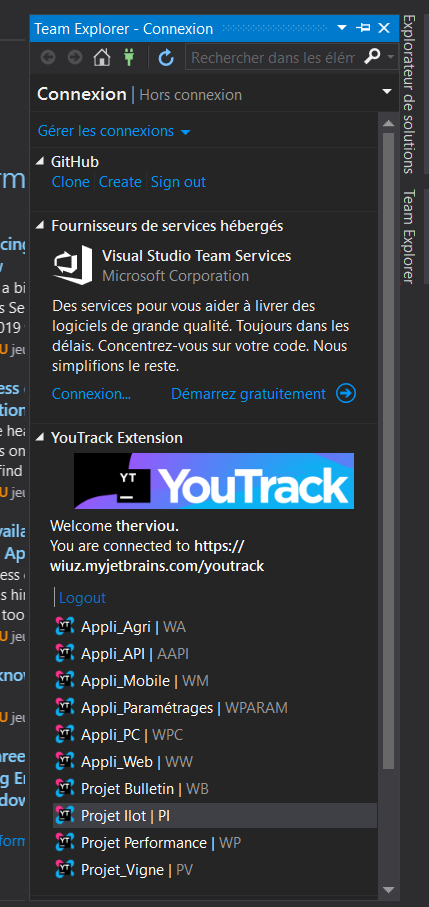 Team Explorer - Connexion
Rechercher dans les élém
Connexion | Hors connexion
Gérer les connexions
GitHub
Clone Create Sign out
Fournisseurs de services hébergés
Visual Studio Team Services
Microsoft Corporation
Des services pour vous aider à livrer des
logiciels de grande qualité. Toujours dans les
délais. Concentrez-vous sur votre code. Nous
simplifions le reste.
Connexion...
Démarrez gratuitement
YouTrack Extension
YT
YouTrack
Welcome therviou.
You are connected to https://
wiuz.myjetbrains.com/youtrack
Logout
Appli_Agri | WA
Appli_API | AAPI
Appli_Mobile | WM
Appli_Paramétrages | WPARAM
Appli_PC | WPC
Appli_Web | WW
Projet Bulletin | WB
Projet Ilot | PI
Projet Performance | WP
Projet_Vigne | PV
Explorateur de solutions
Team Explorer